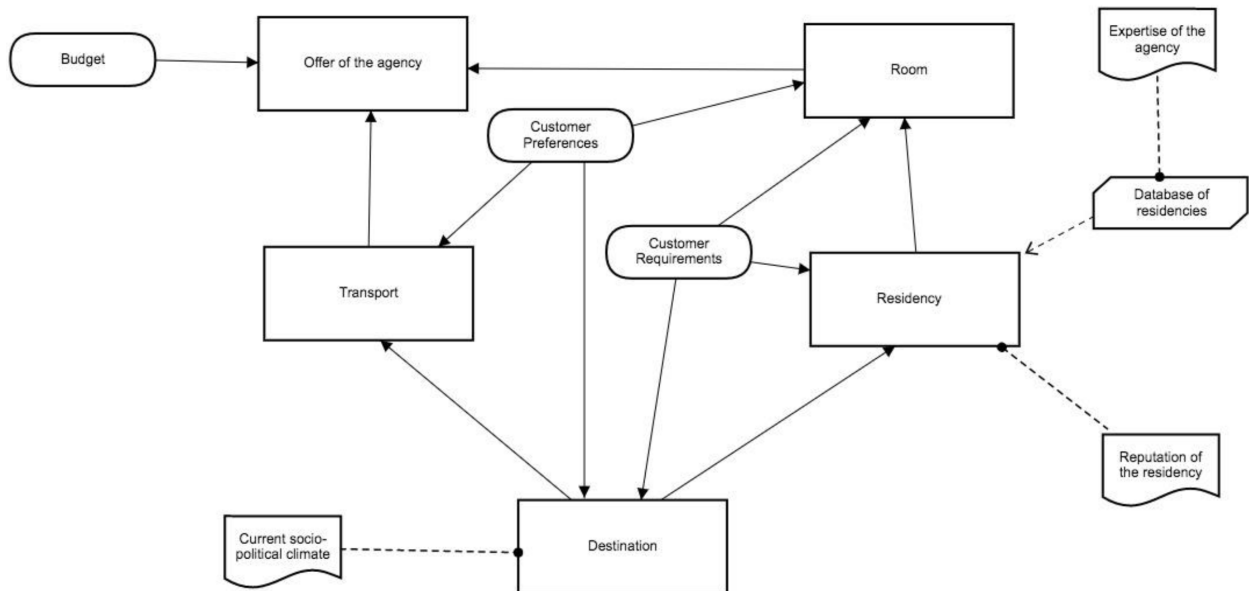 Budget
Offer of the agency
Room
Expertise of the
agency
Customer
Preferences
Database of
residencies
Customer
Requirements
Transport
Residency
Reputation of
the residency
Current socio-
political climate
Destination